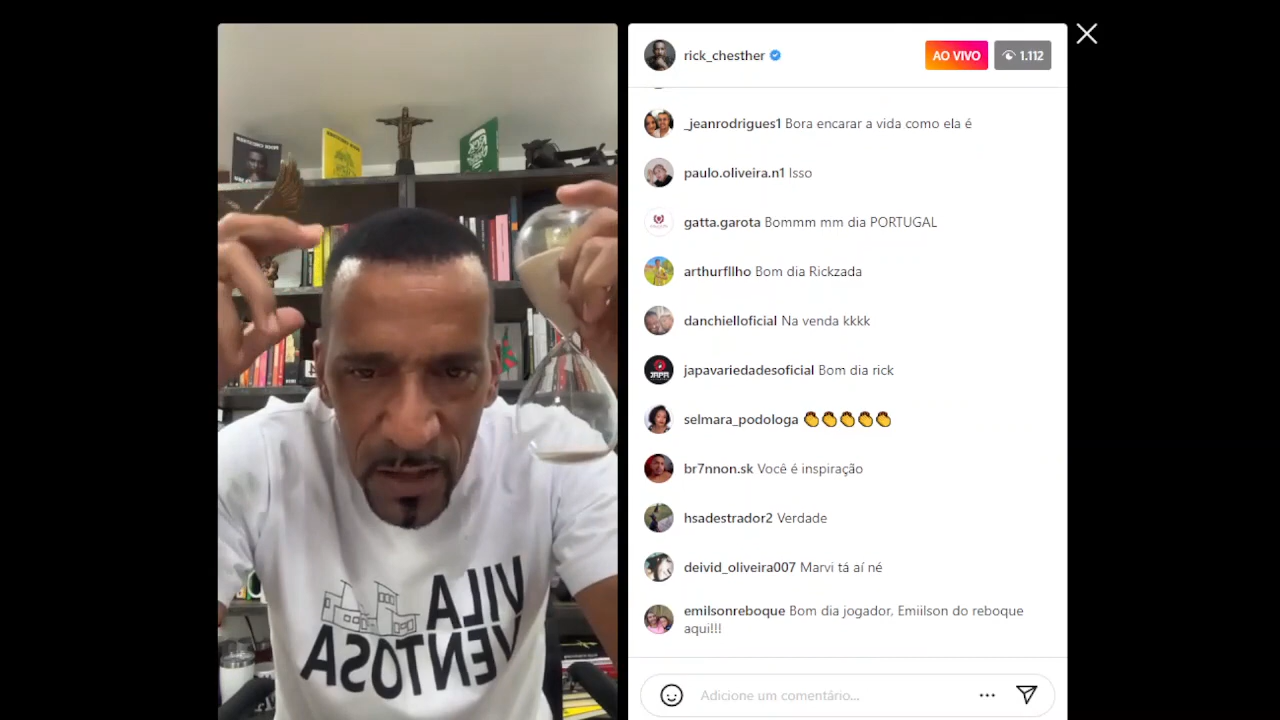 rick_chesther
AO VIVO
1.112
_jeanrodrigues1 Bora encarar a vida como ela é
paulo.oliveira.n1 Isso
gatta.garota Bommm mm dia PORTUGAL
arthurfllho Bom dia Rickzada
danchielloficial Na venda kkkk
japavariedadesoficial Bom dia rick
selmara_podologa 👏👏👏👏👏
br7nnon.sk Você é inspiração
hsadestrador2 Verdade
deivid_oliveira007 Marvi tá aí né
emilsonreboque Bom dia jogador, Emiilson do reboque
aqui!!!
Adicione um comentário...
VILA
VENTOSA